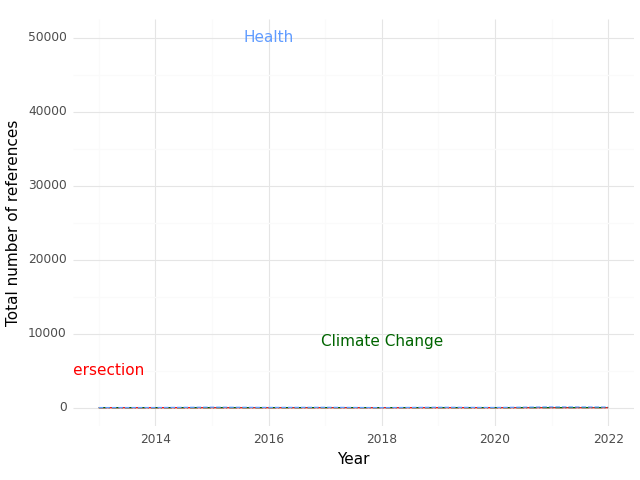 Health
50000
40000
30000
20000
10000
0
Climate Change
ersection
2014 2016 2018 2020 2022
Year
Total number of references